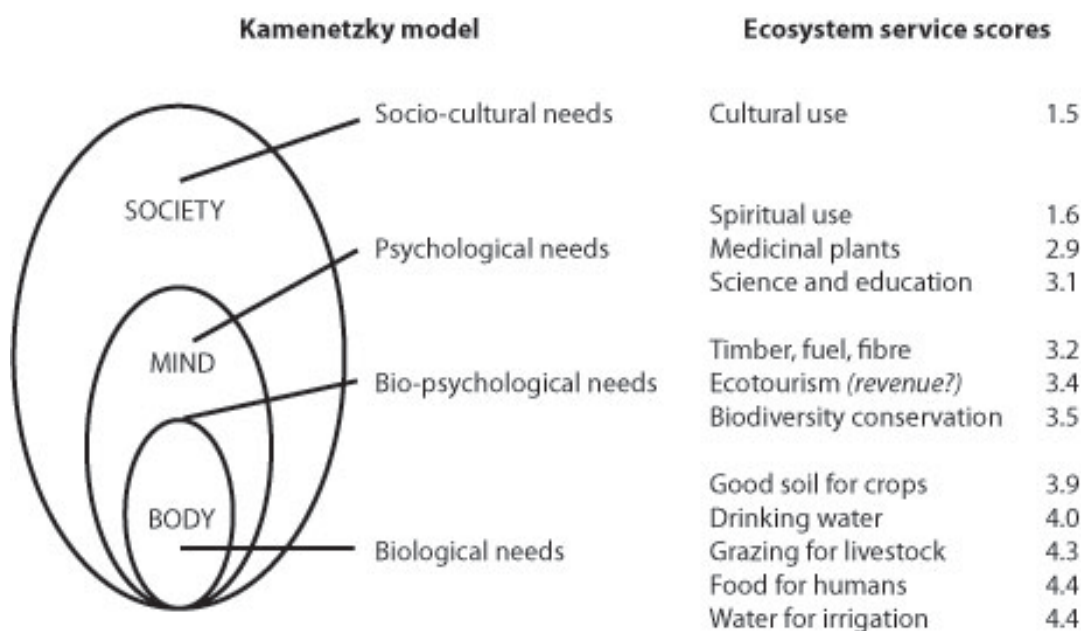 Kamenetzky model Ecosystem service scores
Socio-cultural needs Cultural use 1.5
SOCIETY
Spiritual use 1.6
Psychological needs Medicinal plants 2.9
Science and education 3.1
MIND
Timber, fuel, fibre 3.2
Bio-psychological needs Ecotourism (revenue?) 3.4
Biodiversity conservation 3.5
Good soil for crops 3.9
BODY
Drinking water 4.0
Biological needs Grazing for livestock 4.3
Food for humans 4.4
Water for irrigation 4.4